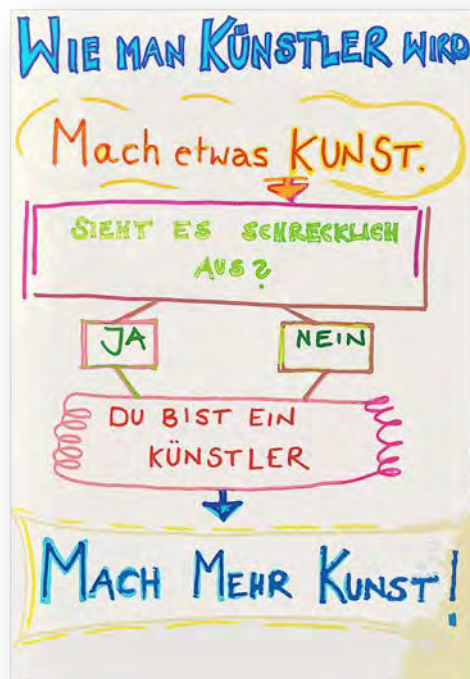 WIE MAN KÜNSTLER WIRD
Mach etwas KUNST.
SIEHT ES SCHRECKLICH
AUS?
JA NEIN
DU BIST EIN
KÜNSTLER
MACH MEHR KUNST!